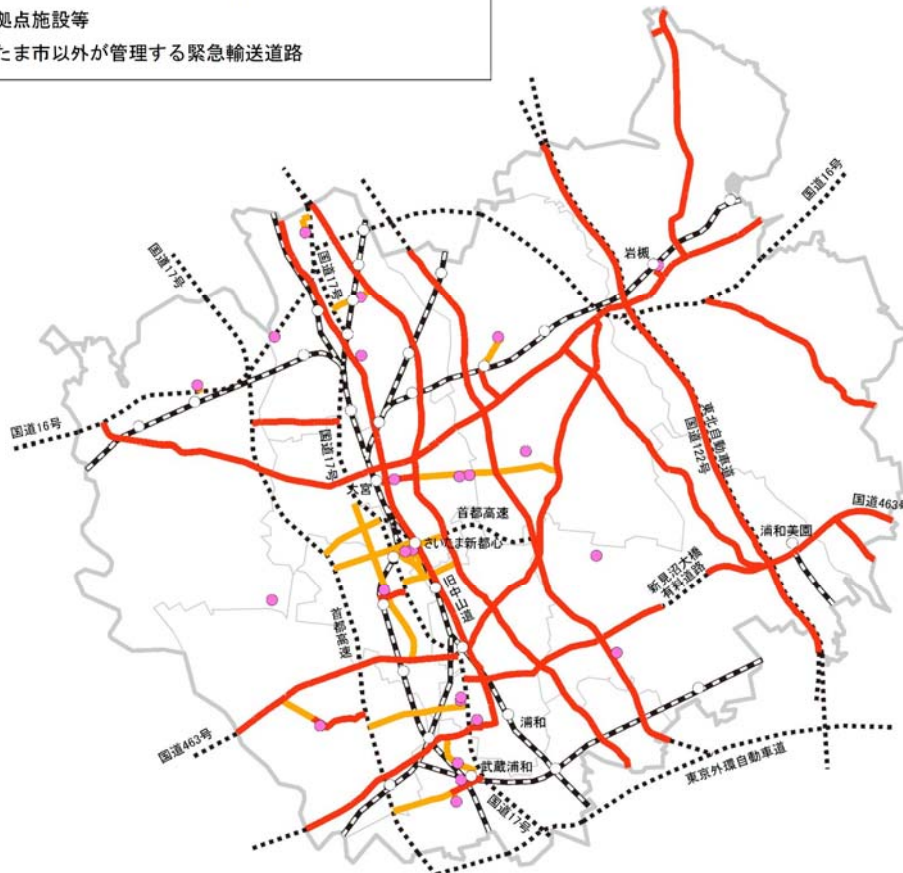 拠点施設等
たま市以外が管理する緊急輸送道路
国道16号
国道17号
国道17号
岩槻
国道16号
国道17号
東北自動車道
国道122号
大宮
首都高速
国道463号
さいたま新都心
浦和美園
新見沼大橋
有料道路
旧中山道
首都高速
国道463号
浦和
武蔵浦和
東京外環自動車道
国道17号